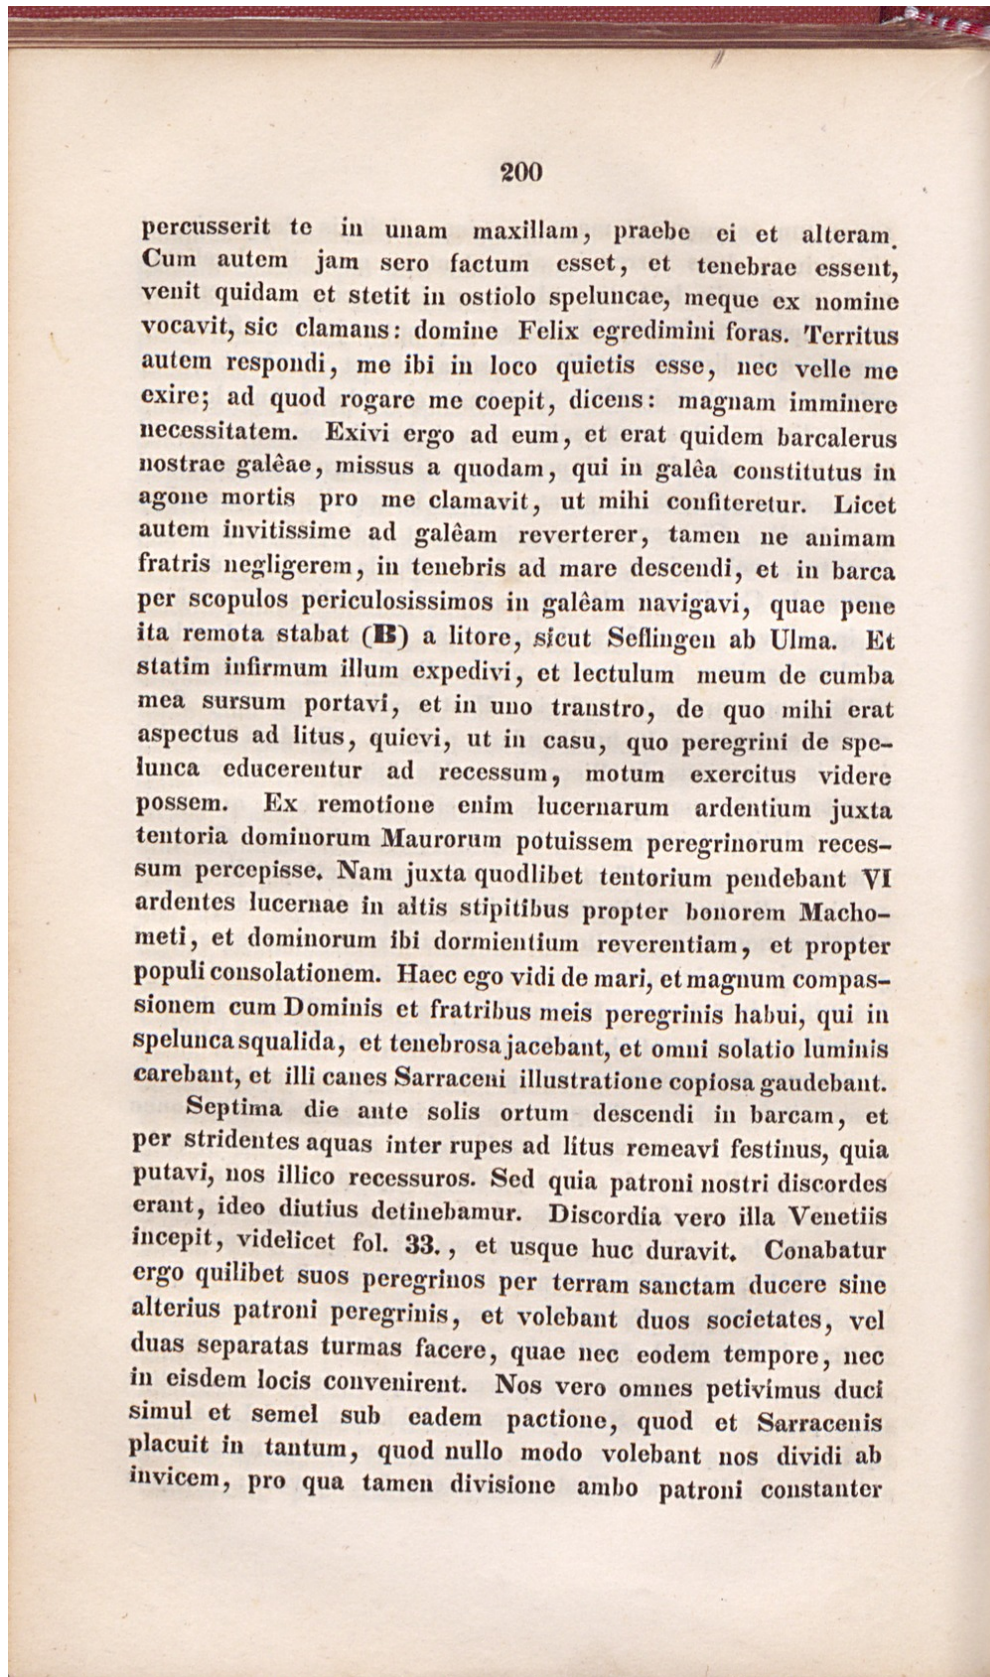 200
percusserit te in unam maxillam, praebe ei et alteram.
Cum autem jam sero factum esset, et tenebrae essent,
venit quidam et stetit in ostiolo speluncae, meque ex nomine
vocavit, sic clamans: domine Felix egredimini foras. Territus
autem respondi, me ibi in loco quietis esse, nec velle me
exire; ad quod rogare me coepit, dicens: magnam imminere
necessitatem. Exivi ergo ad eum, et erat quidem barcalerus
nostrae galêae, missus a quodam, qui in galêa constitutus in
agone mortis pro me clamavit, ut mihi confiteretur. Licet
autem invitissime ad galêam reverterer, tamen ne animam
fratris negligerem, in tenebris ad mare descendi, et in barca
per scopulos periculosissimos in galêam navigavi, quae pene
ita remota stabat (B) a litore, sicut Seflingen ab Ulma. Et
statim infirmum illum expedivi, et lectulum meum de cumba
mea sursum portavi, et in uno transtro, de quo mihi erat
aspectus ad litus, quievi, ut in casu, quo peregrini de spe-
lunca educerentur ad recessum, motum exercitus videre
possem. Ex remotione enim lucernarum ardentium juxta
tentoria dominorum Maurorum potuissem peregrinorum reces-
sum percepisse. Nam juxta quodlibet tentorium pendebant VI
ardentes lucernae in altis stipitibus propter honorem Macho-
meti, et dominorum ibi dormientium reverentiam, et propter
populi consolationem. Haec ego vidi de mari, et magnum compas-
sionem cum Dominis et fratribus meis peregrinis habui, qui in
spelunca squalida, et tenebrosa jacebant, et omni solatio luminis
carebant, et illi canes Sarraceni illustratione copiosa gaudebant.
Septima die ante solis ortum descendi in barcam, et
per stridentes aquas inter rupes ad litus remeavi festinus, quia
putavi, nos illico recessuros. Sed quia patroni nostri discordes
erant, ideo diutius detinebamur. Discordia vero illa Venetiis
incepit, videlicet fol. 33., et usque huc duravit. Conabatur
ergo quilibet suos peregrinos per terram sanctam ducere sine
alterius patroni peregrinis, et volebant duos societates, vel
duas separatas turmas facere, quae nec eodem tempore, nec
in eisdem locis convenirent. Nos vero omnes petivimus duci
simul et semel sub eadem pactione, quod et Sarracenis
placuit in tantum, quod nullo modo volebant nos dividi ab
invicem, pro qua tamen divisione ambo patroni constanter